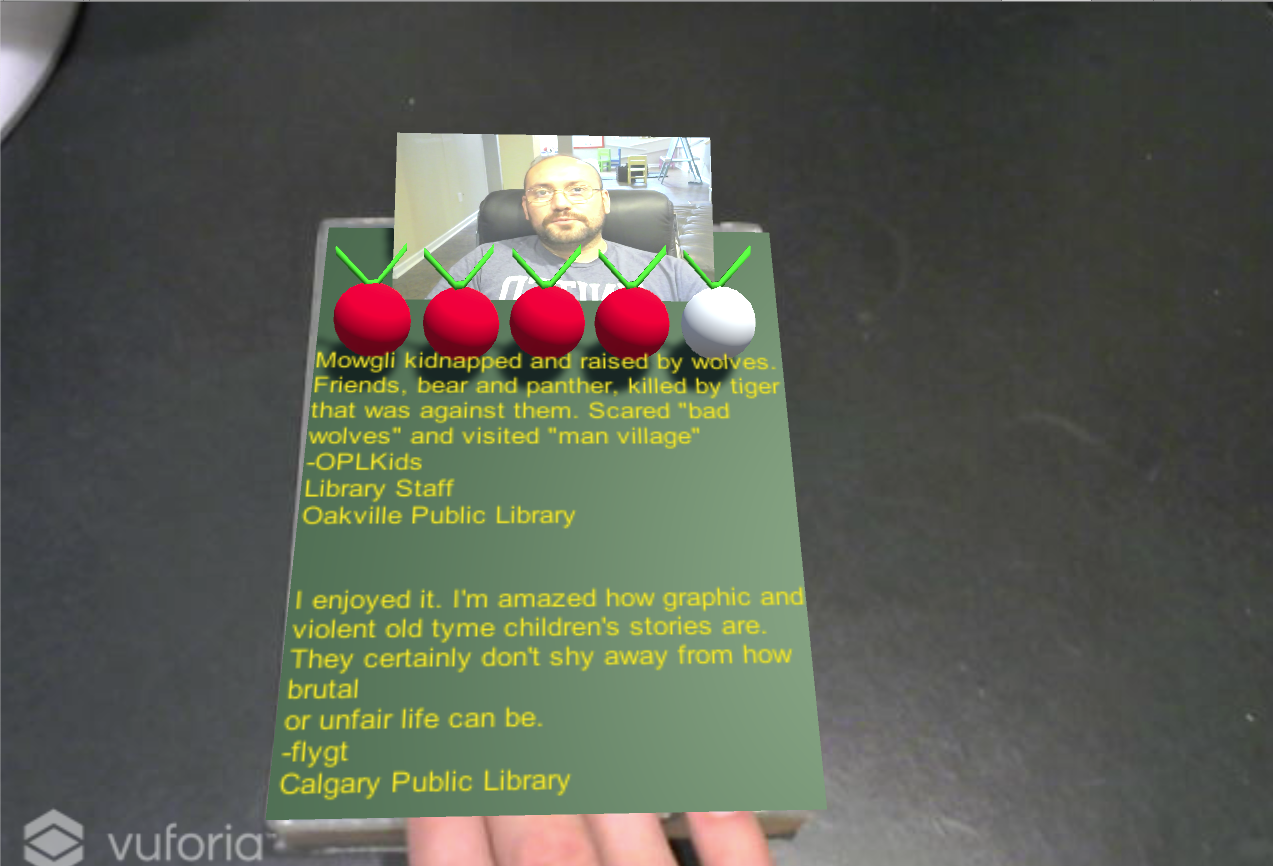 Mowgli kidnapped and raised by wolves.
Friends, bear and panther, killed by tiger
that was against them. Scared "bad
wolves" and visited "man village"
-OPLKids
Library Staff
Oakville Public Library
I enjoyed it. I'm amazed how graphic and
violent old tyme children's stories are.
They certainly don't shy away from how
brutal
or unfair life can be.
-flygt
Calgary Public Library
vuforia™